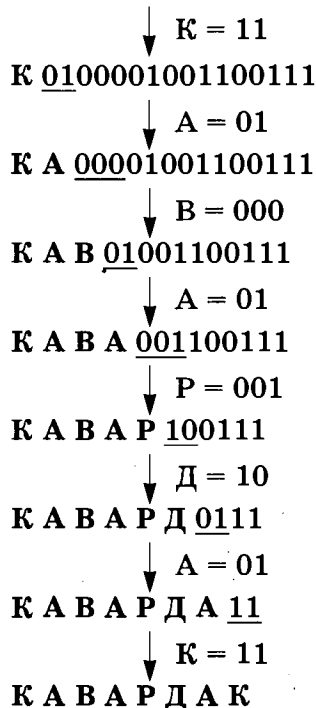 К = 11
К 0100001001100111
А = 01
К А 00001001100111
В = 000
К А В 01001100111
А = 01
К А В А 001100111
Р = 001
К А В А Р 100111
Д = 10
К А В А Р Д 0111
А = 01
К А В А Р Д А 11
К = 11
К А В А Р Д А К